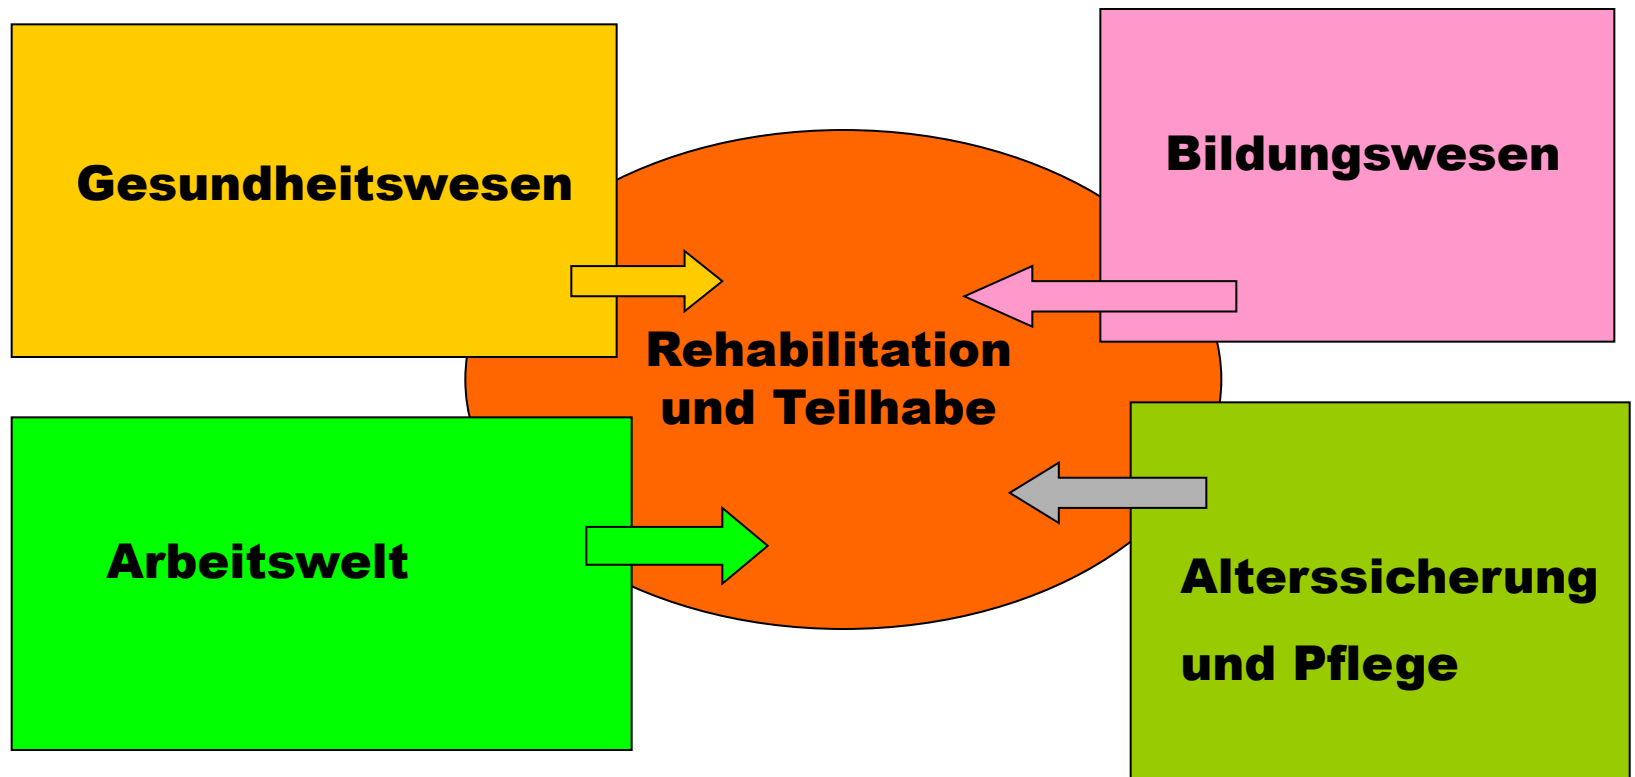 Gesundheitswesen
Bildungswesen
Rehabilitation
und Teilhabe
Arbeitswelt
Alterssicherung
und Pflege